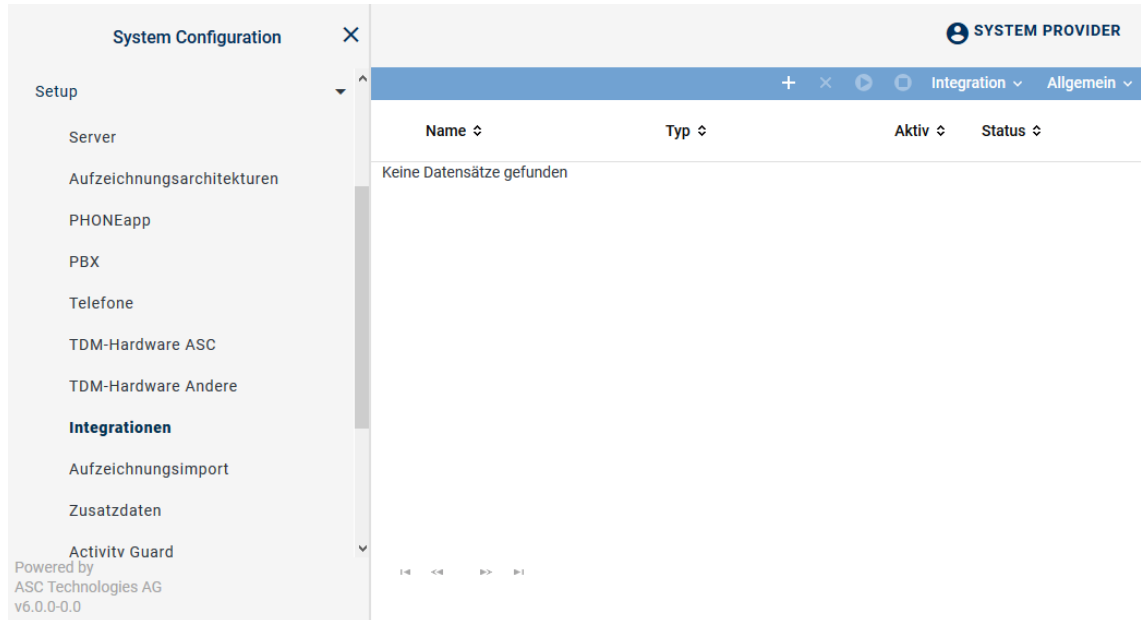 System Configuration
SYSTEM PROVIDER
Setup
Integration
Allgemein
Name
Typ
Aktiv
Status
Keine Datensätze gefunden
Server
Aufzeichnungsarchitekturen
PHONEapp
PBX
Telefone
TDM-Hardware ASC
TDM-Hardware Andere
Integrationen
Aufzeichnungsimport
Zusatzdaten
Activity Guard
Powered by
ASC Technologies AG
v6.0.0-0.0